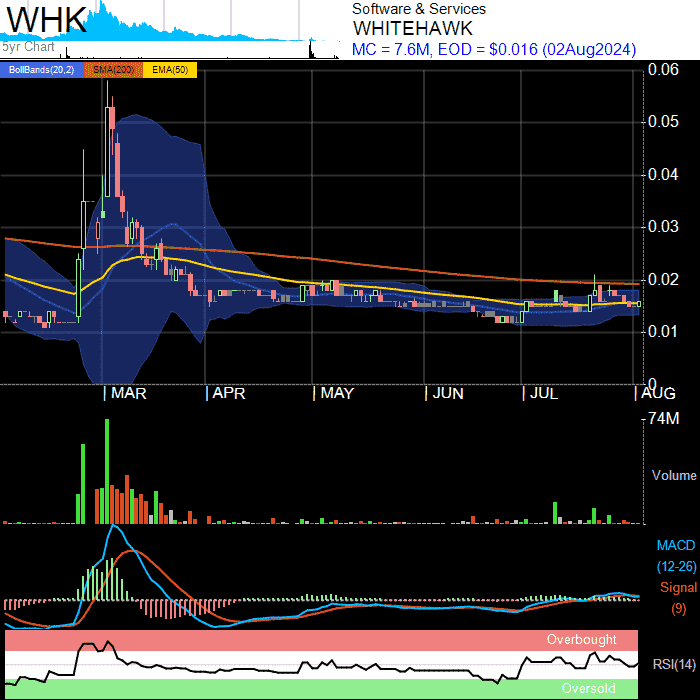 WHK
5yr Chart
Software & Services
WHITEHAWK
MC = 7.6M, EOD = $0.016 (02Aug2024)
BollBands(20,2) SMA(200) EMA(50)
0.06
0.05
0.04
0.03
0.02
0.01
0
MAR APR MAY JUN JUL AUG
74M
Volume
MACD
(12-26)
Signal
(9)
Overbought
RSI(14)
Oversold